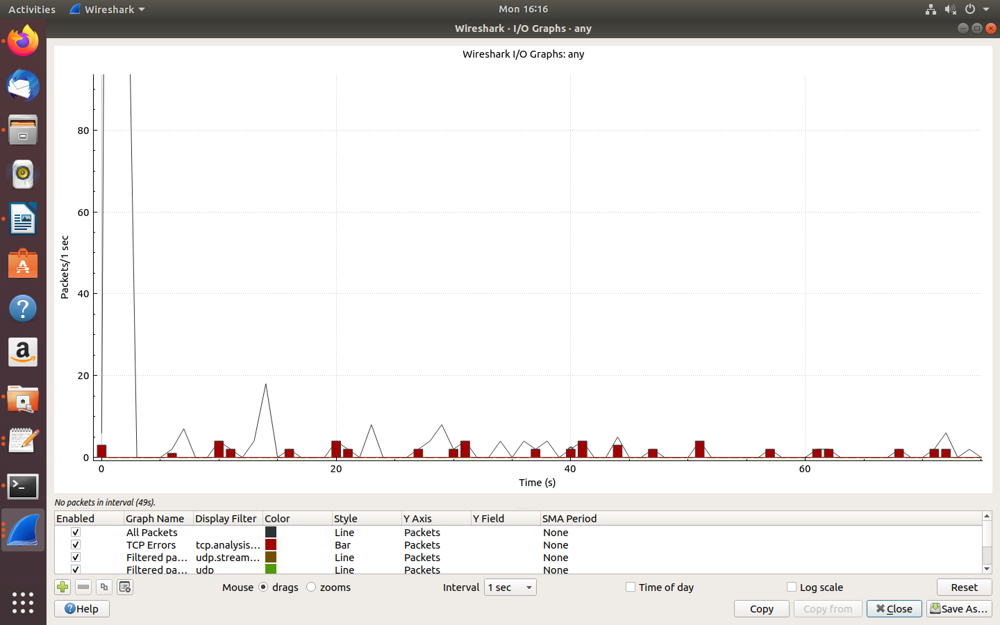 Activities Wireshark Mon 16:16
Wireshark · I/O Graphs · any
Wireshark I/O Graphs: any
80
60
40
20
0
Packets/1 sec
0 20 40 60
Time (s)
No packets in interval (49s).
Enabled Graph Name Display Filter Color Style Y Axis Y Field SMA Period
All Packets Line Packets None
TCP Errors tcp.analysis... Bar Packets None
Filtered pa... udp.stream... Line Packets None
Filtered pa... udp Line Packets None
Mouse drags zooms Interval 1 sec Time of day Log scale Reset
Help Copy Copy from Close Save As...